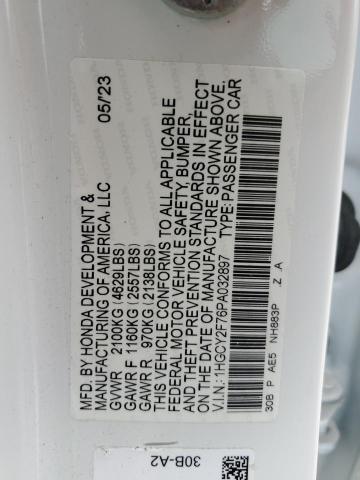 MFD. BY HONDA DEVELOPMENT & 05/23
MANUFACTURING OF AMERICA, LLC
GVWR 2100KG (4629LBS)
GAWR F 1160KG (2557LBS)
GAWR R 970KG (2138LBS)
THIS VEHICLE CONFORMS TO ALL APPLICABLE
FEDERAL MOTOR VEHICLE SAFETY, BUMPER,
AND THEFT PREVENTION STANDARDS IN EFFECT
ON THE DATE OF MANUFACTURE SHOWN ABOVE.
V.I.N.:1HGCY2F76PA032897 TYPE:PASSENGER CAR
30B P AE5 NH883P Z A
30B-A2